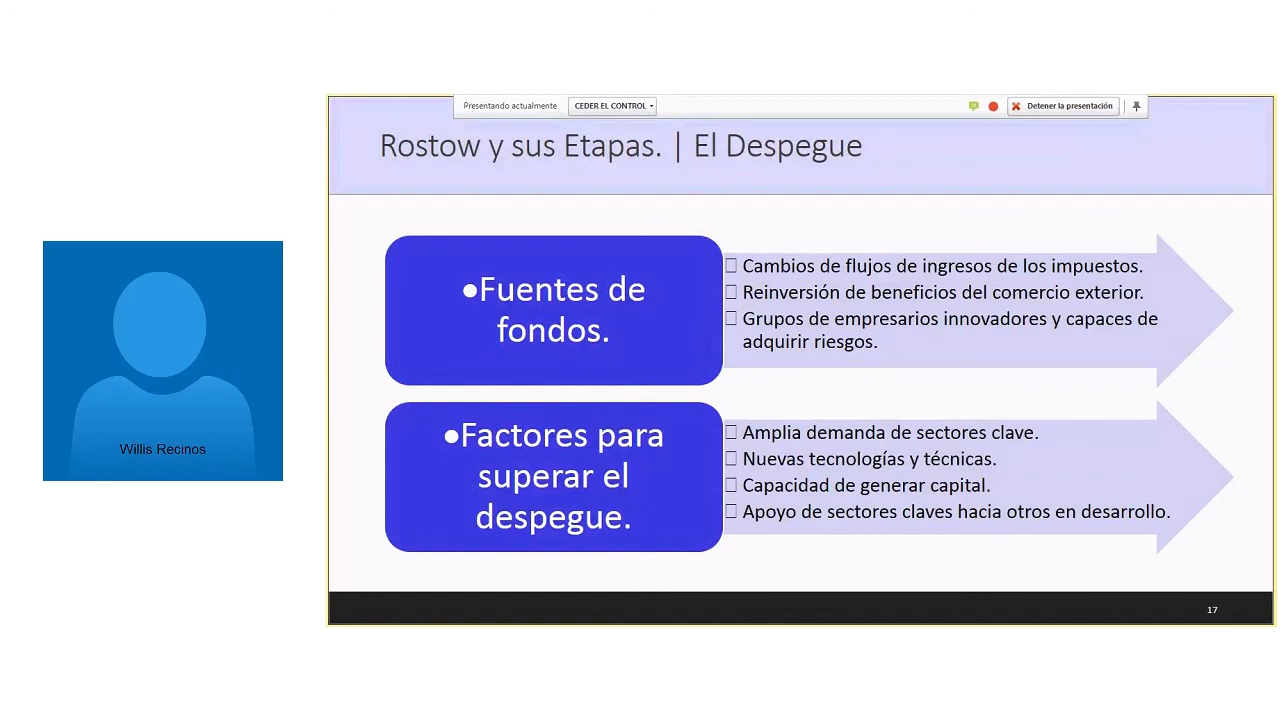 Presentando actualmente
CEDER EL CONTROL
Detener la presentación
Rostow y sus Etapas. | El Despegue
•Fuentes de
fondos.
Cambios de flujos de ingresos de los impuestos.
Reinversión de beneficios del comercio exterior.
Grupos de empresarios innovadores y capaces de
adquirir riesgos.
•Factores para
superar el
despegue.
Amplia demanda de sectores clave.
Nuevas tecnologías y técnicas.
Capacidad de generar capital.
Apoyo de sectores claves hacia otros en desarrollo.
Willis Recinos
17